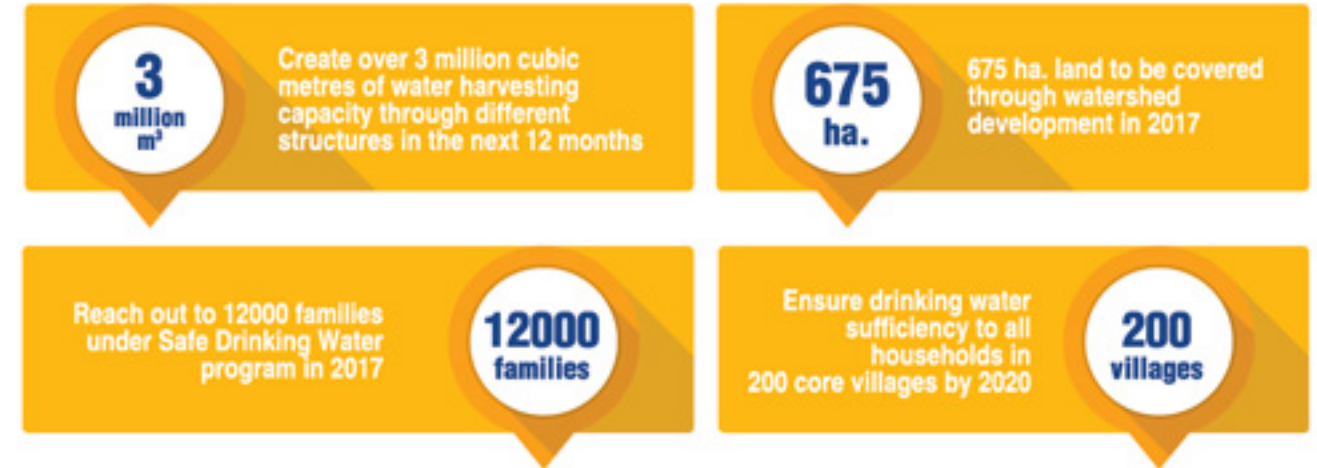 3
million
m³
Create over 3 million cubic
metres of water harvesting
capacity through different
structures in the next 12 months
675
ha.
675 ha. land to be covered
through watershed
development in 2017
Reach out to 12000 families
under Safe Drinking Water
program in 2017
12000
families
Ensure drinking water
sufficiency to all
households in
200 core villages by 2020
200
villages